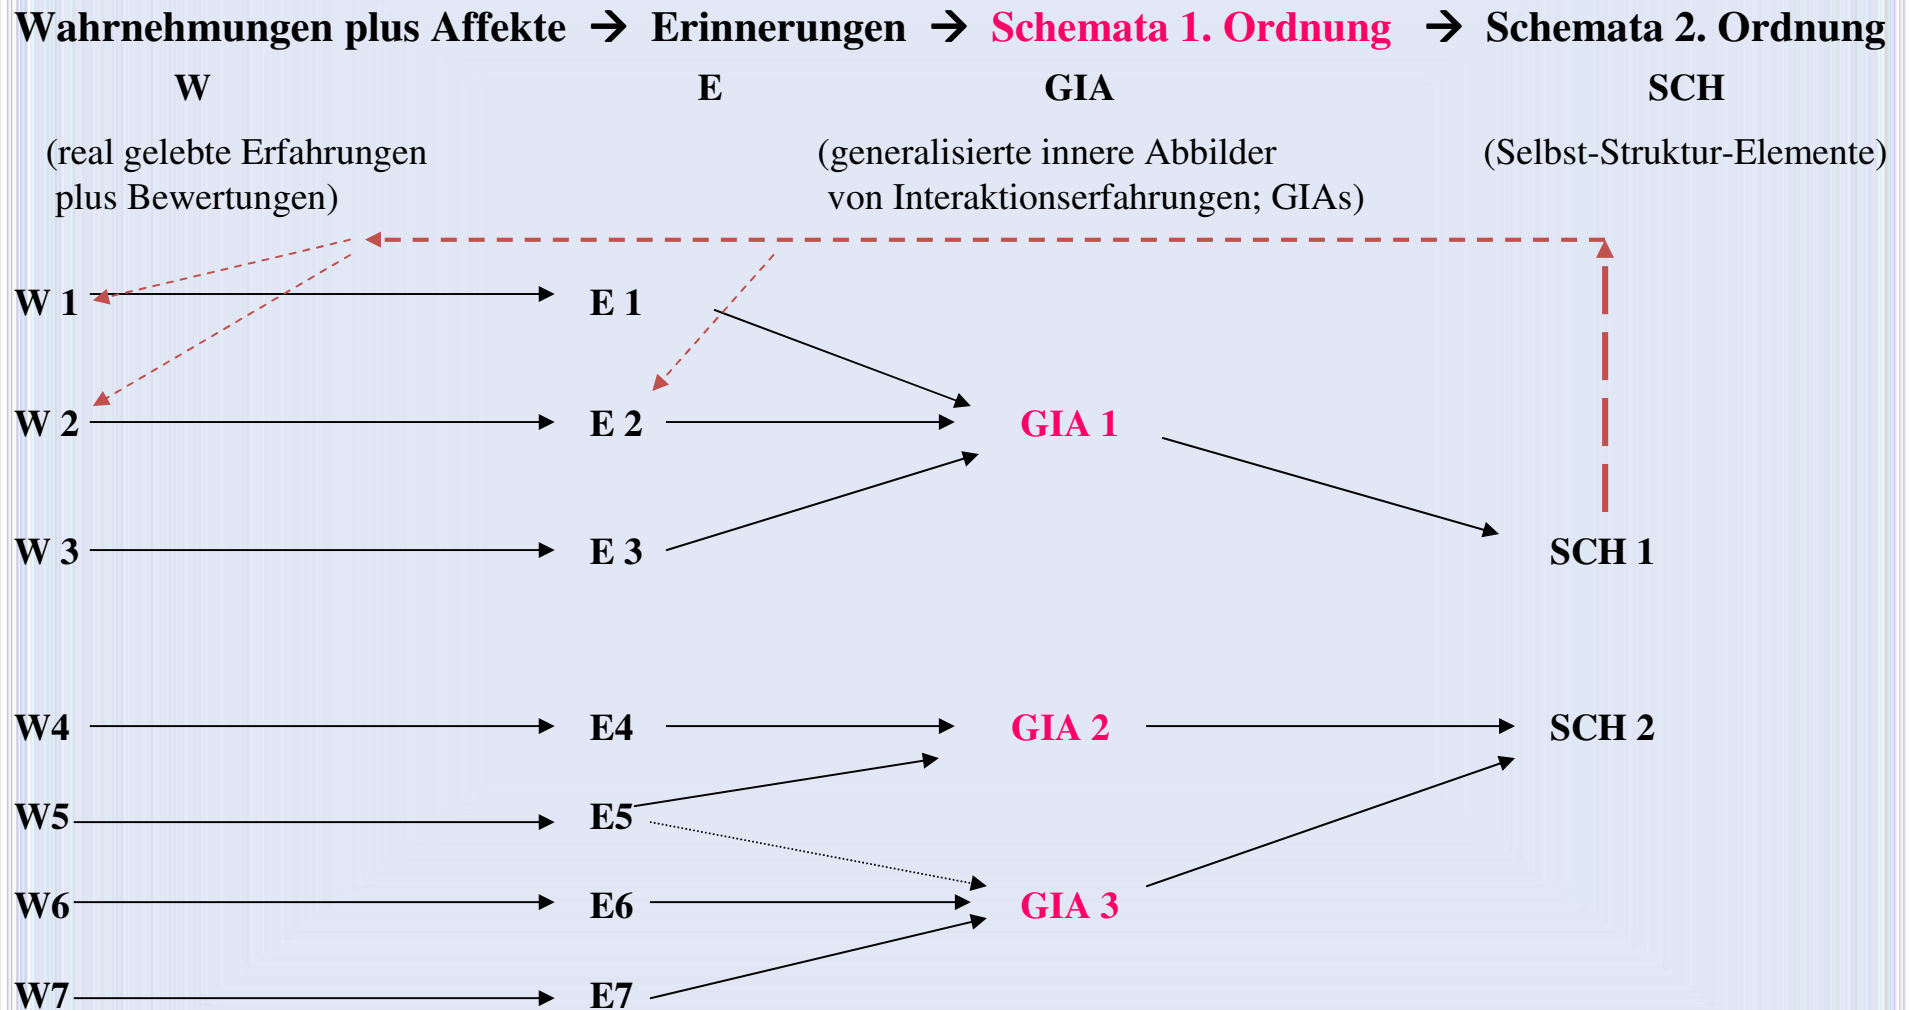 Wahrnehmungen plus Affekte → Erinnerungen → Schemata 1. Ordnung → Schemata 2. Ordnung
W E GIA SCH
(real gelebte Erfahrungen (generalisierte innere Abbilder (Selbst-Struktur-Elemente)
plus Bewertungen) von Interaktionserfahrungen; GIAs)
W 1 E 1
W 2 E 2 GIA 1
W 3 E 3 SCH 1
W4 E4 GIA 2 SCH 2
W5 E5
W6 E6 GIA 3
W7 E7